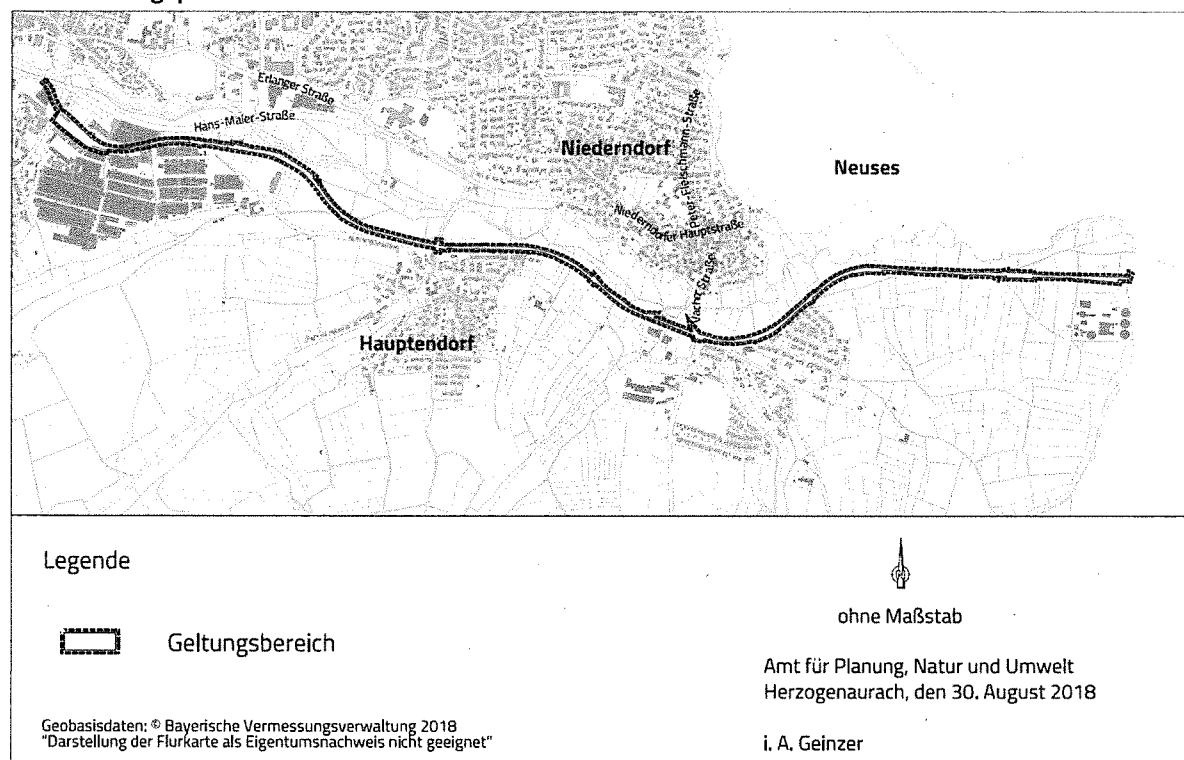 Erlanger Straße
Hans-Maier-Straße
Niederndorf
Peter-Fleischmann-Straße
Neuses
Niederndorfer Hauptstraße
Vacher Straße
Hauptendorf
Legende
ohne Maßstab
Geltungsbereich
Amt für Planung, Natur und Umwelt
Herzogenaurach, den 30. August 2018
Geobasisdaten: © Bayerische Vermessungsverwaltung 2018
"Darstellung der Flurkarte als Eigentumsnachweis nicht geeignet"
i. A. Geinzer